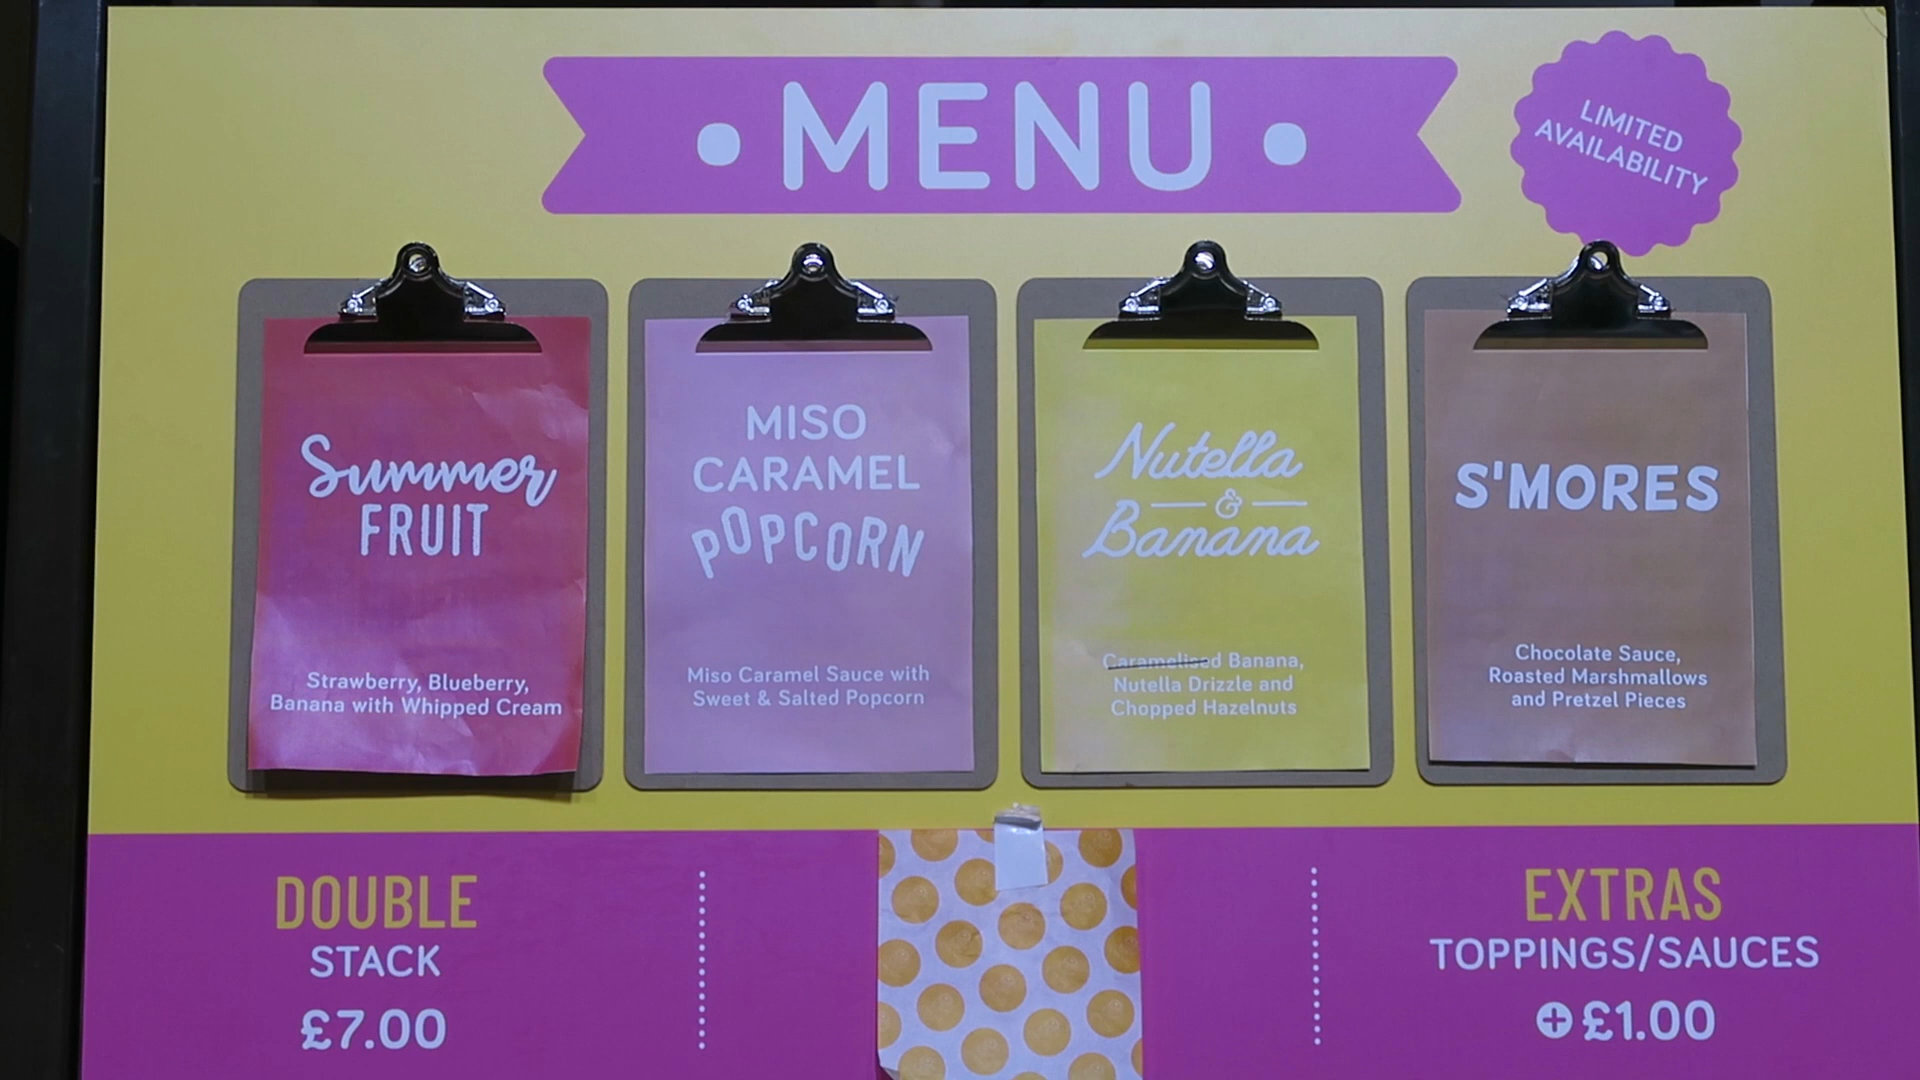 • MENU •
LIMITED
AVAILABILITY
Summer
FRUIT
Strawberry, Blueberry,
Banana with Whipped Cream
MISO
CARAMEL
POPCORN
Miso Caramel Sauce with
Sweet & Salted Popcorn
Nutella
&
Banana
Caramelised Banana,
Nutella Drizzle and
Chopped Hazelnuts
S'MORES
Chocolate Sauce,
Roasted Marshmallows
and Pretzel Pieces
DOUBLE
STACK
£7.00
EXTRAS
TOPPINGS/SAUCES
+£1.00